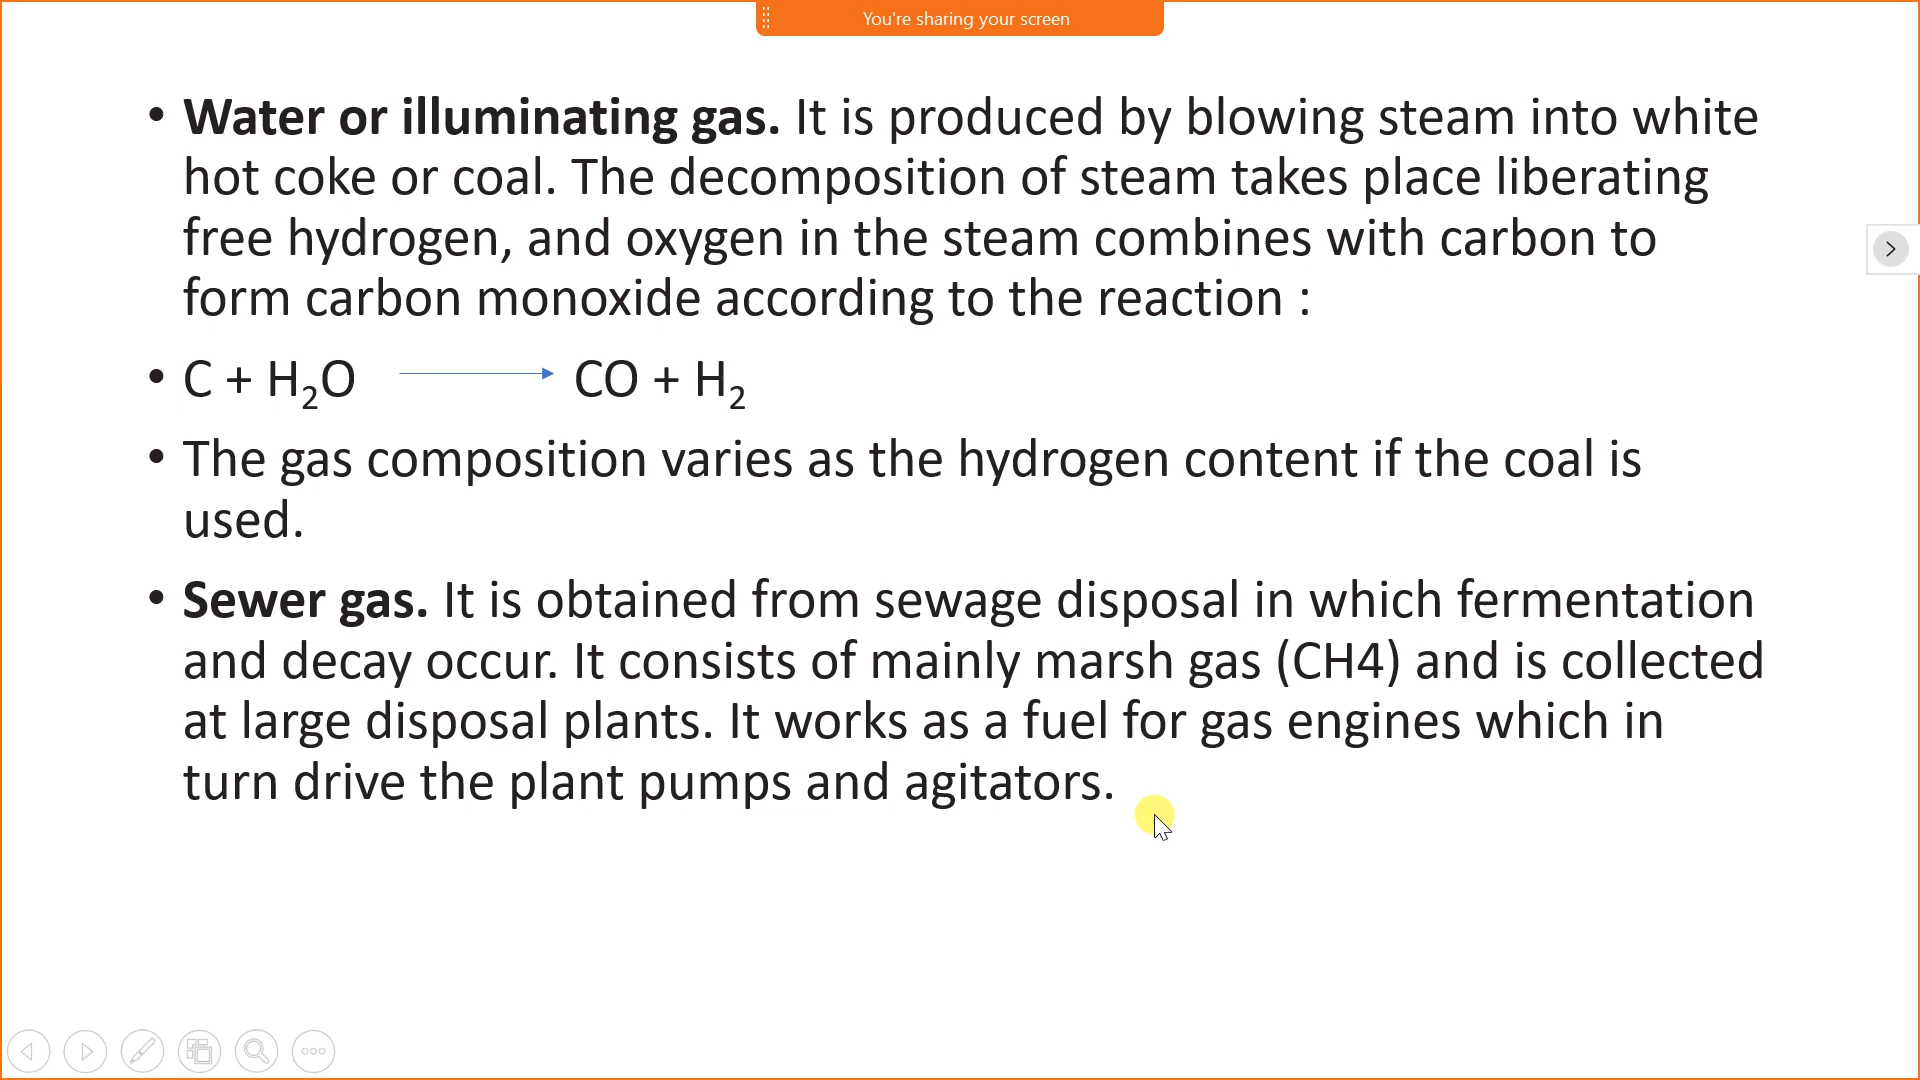 You're sharing your screen
• Water or illuminating gas. It is produced by blowing steam into white
hot coke or coal. The decomposition of steam takes place liberating
free hydrogen, and oxygen in the steam combines with carbon to
form carbon monoxide according to the reaction :
• C + H₂O → CO + H₂
• The gas composition varies as the hydrogen content if the coal is
used.
• Sewer gas. It is obtained from sewage disposal in which fermentation
and decay occur. It consists of mainly marsh gas (CH4) and is collected
at large disposal plants. It works as a fuel for gas engines which in
turn drive the plant pumps and agitators.